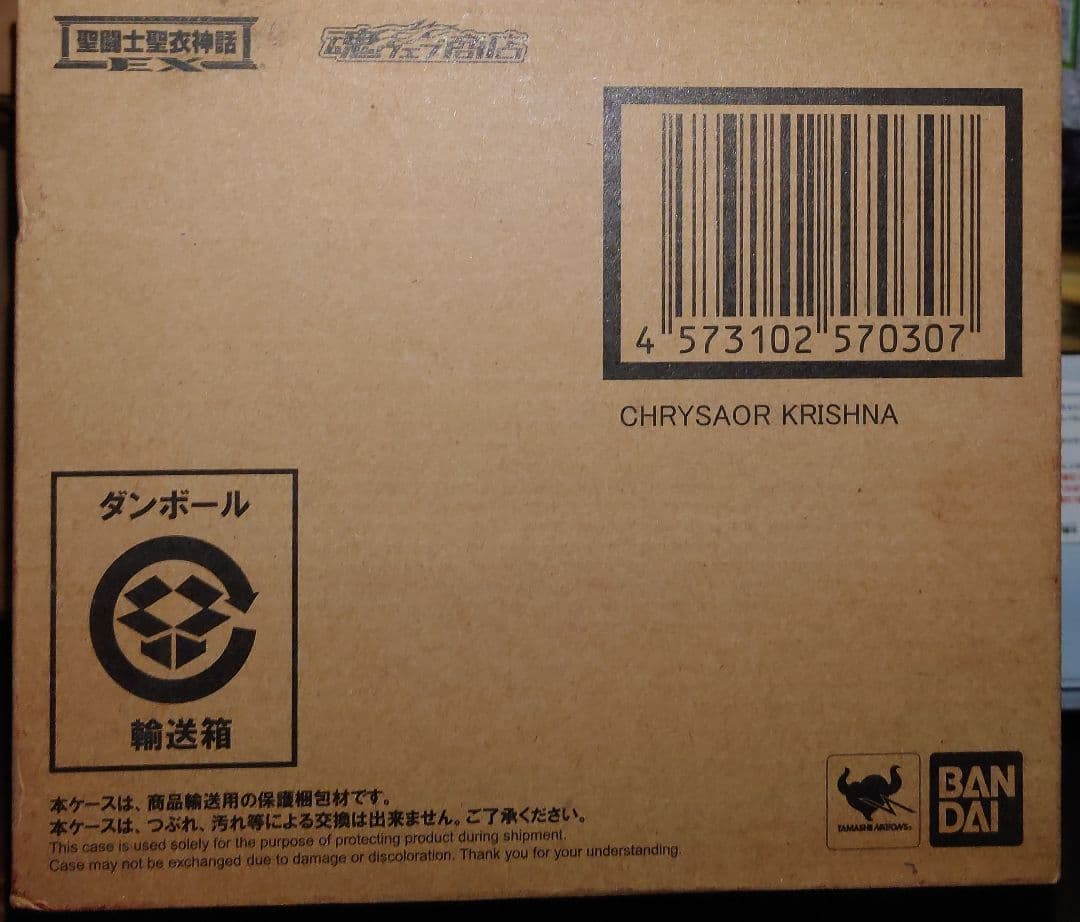 聖闘士聖衣神話
EX
魂ウェブ商店
4 573102 570307
CHRYSAOR KRISHNA
ダンボール
輸送箱
本ケースは、商品輸送用の保護梱包材です。
本ケースは、つぶれ、汚れ等による交換は出来ません。ご了承ください。
This case is used solely for the purpose of protecting product during shipment.
Case may not be exchanged due to damage or discoloration. Thank you for your understanding.
TAMASHII NATIONS
BAN
DAI